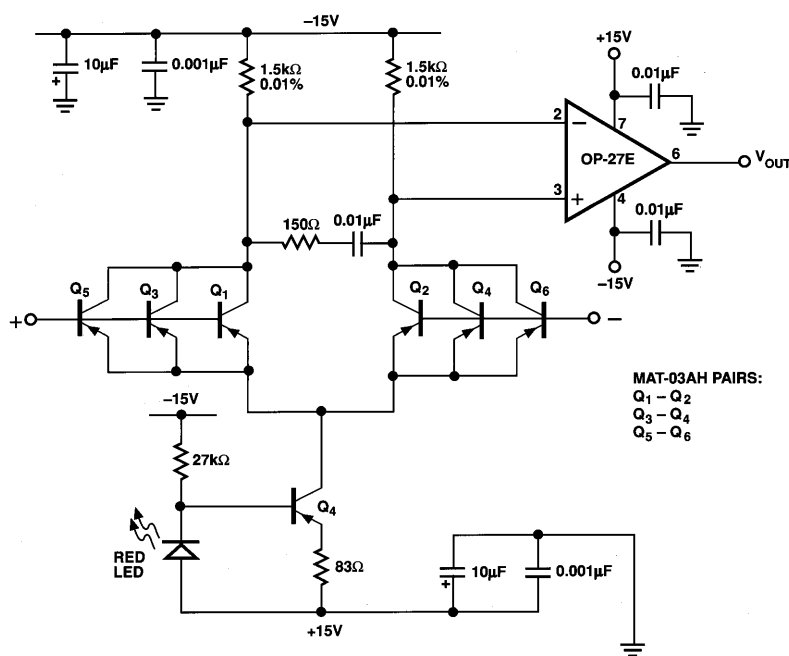 –15V
10μF
+
0.001μF
1.5kΩ
0.01%
1.5kΩ
0.01%
+15V
0.01μF
2
–
7
OP-27E
6
VOUT
3
+
4
0.01μF
–15V
150Ω
0.01μF
Q5
Q3
Q1
Q2
Q4
Q6
+
–
MAT-03AH PAIRS:
Q1 – Q2
Q3 – Q4
Q5 – Q6
–15V
27kΩ
Q4
RED
LED
83Ω
10μF
+
0.001μF
+15V